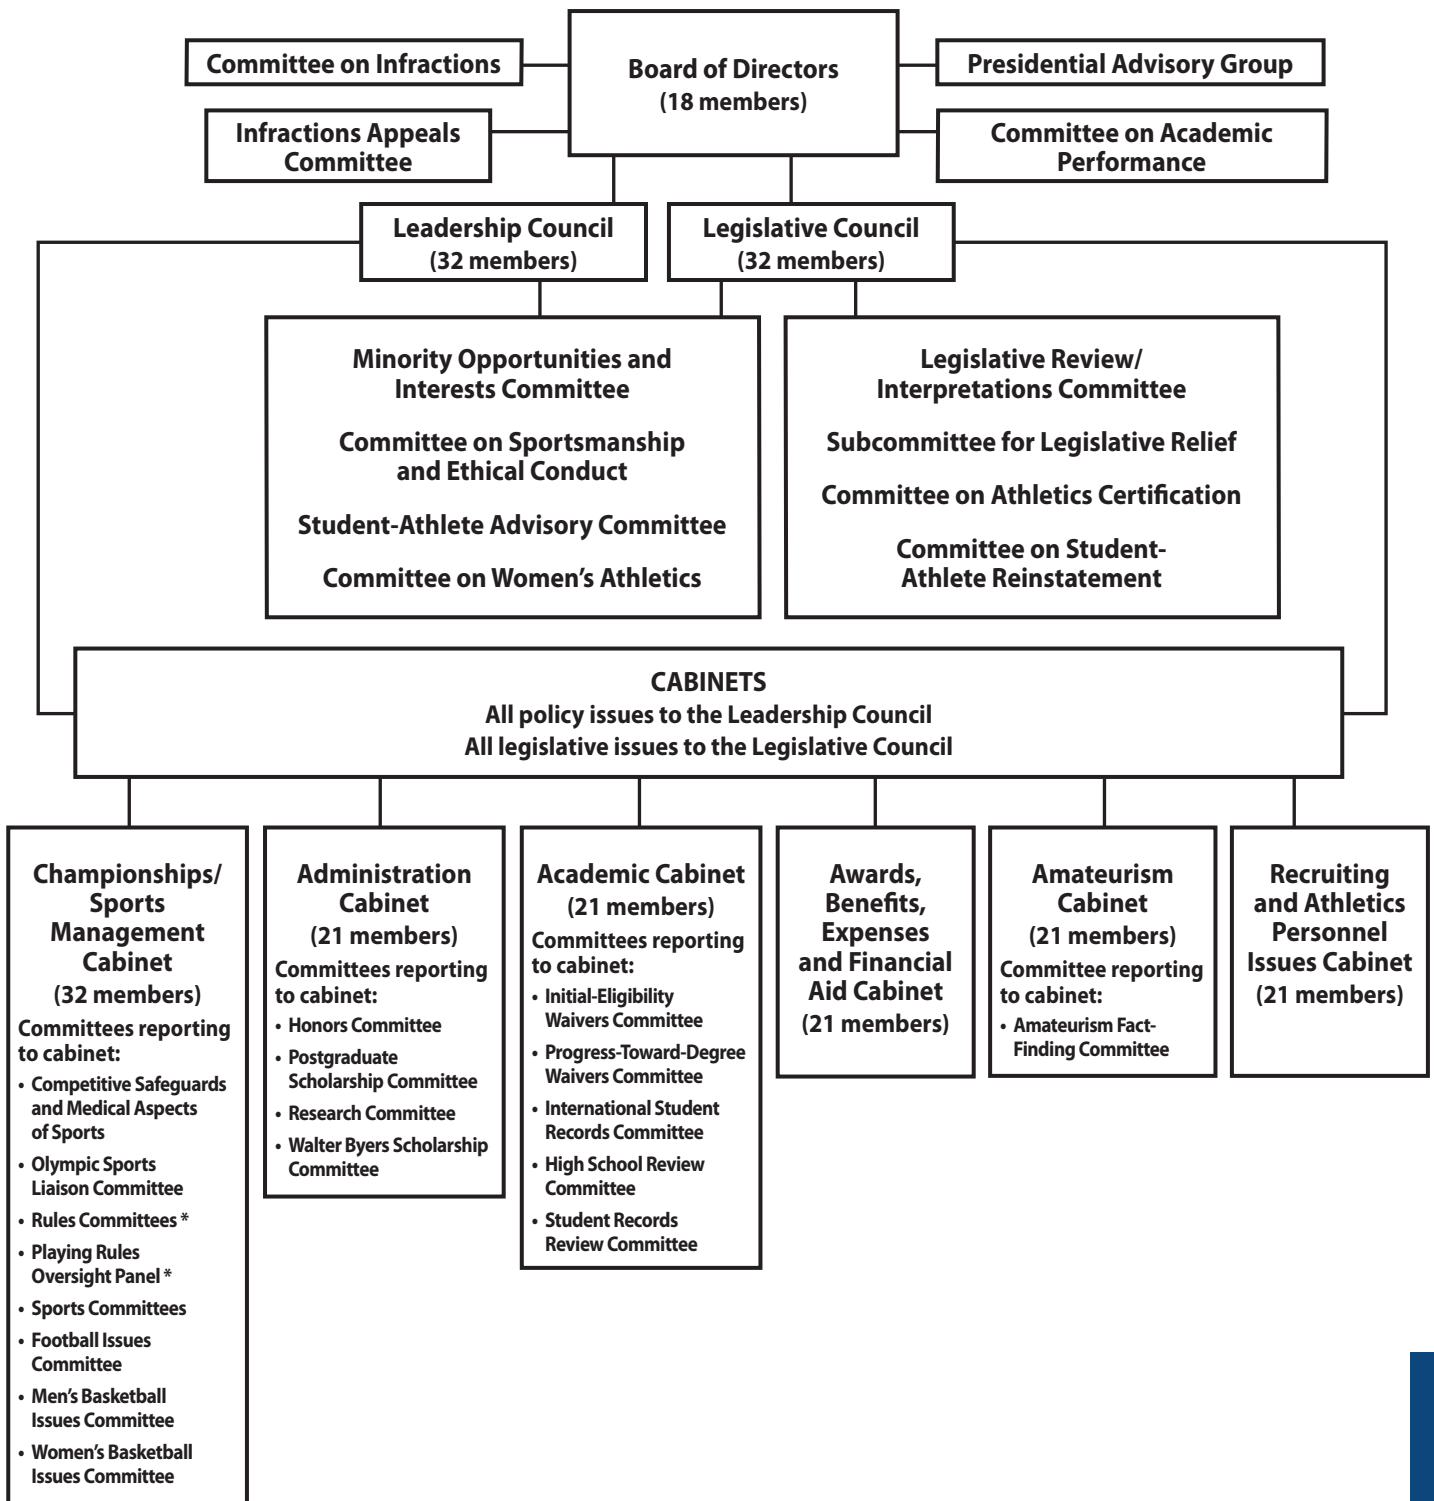 Committee on Infractions
Board of Directors
(18 members)
Presidential Advisory Group
Infractions Appeals
Committee
Committee on Academic
Performance
Leadership Council
(32 members)
Legislative Council
(32 members)
Minority Opportunities and
Interests Committee
Committee on Sportsmanship
and Ethical Conduct
Student-Athlete Advisory Committee
Committee on Women’s Athletics
Legislative Review/
Interpretations Committee
Subcommittee for Legislative Relief
Committee on Athletics Certification
Committee on Student-
Athlete Reinstatement
CABINETS
All policy issues to the Leadership Council
All legislative issues to the Legislative Council
Championships/
Sports
Management
Cabinet
(32 members)
Committees reporting
to cabinet:
• Competitive Safeguards
and Medical Aspects
of Sports
• Olympic Sports
Liaison Committee
• Rules Committees *
• Playing Rules
Oversight Panel *
• Sports Committees
• Football Issues
Committee
• Men’s Basketball
Issues Committee
• Women’s Basketball
Issues Committee
Administration
Cabinet
(21 members)
Committees reporting
to cabinet:
• Honors Committee
• Postgraduate
Scholarship Committee
• Research Committee
• Walter Byers Scholarship
Committee
Academic Cabinet
(21 members)
Committees reporting
to cabinet:
• Initial-Eligibility
Waivers Committee
• Progress-Toward-Degree
Waivers Committee
• International Student
Records Committee
• High School Review
Committee
• Student Records
Review Committee
Awards,
Benefits,
Expenses
and Financial
Aid Cabinet
(21 members)
Amateurism
Cabinet
(21 members)
Committee reporting
to cabinet:
• Amateurism Fact-
Finding Committee
Recruiting
and Athletics
Personnel
Issues Cabinet
(21 members)